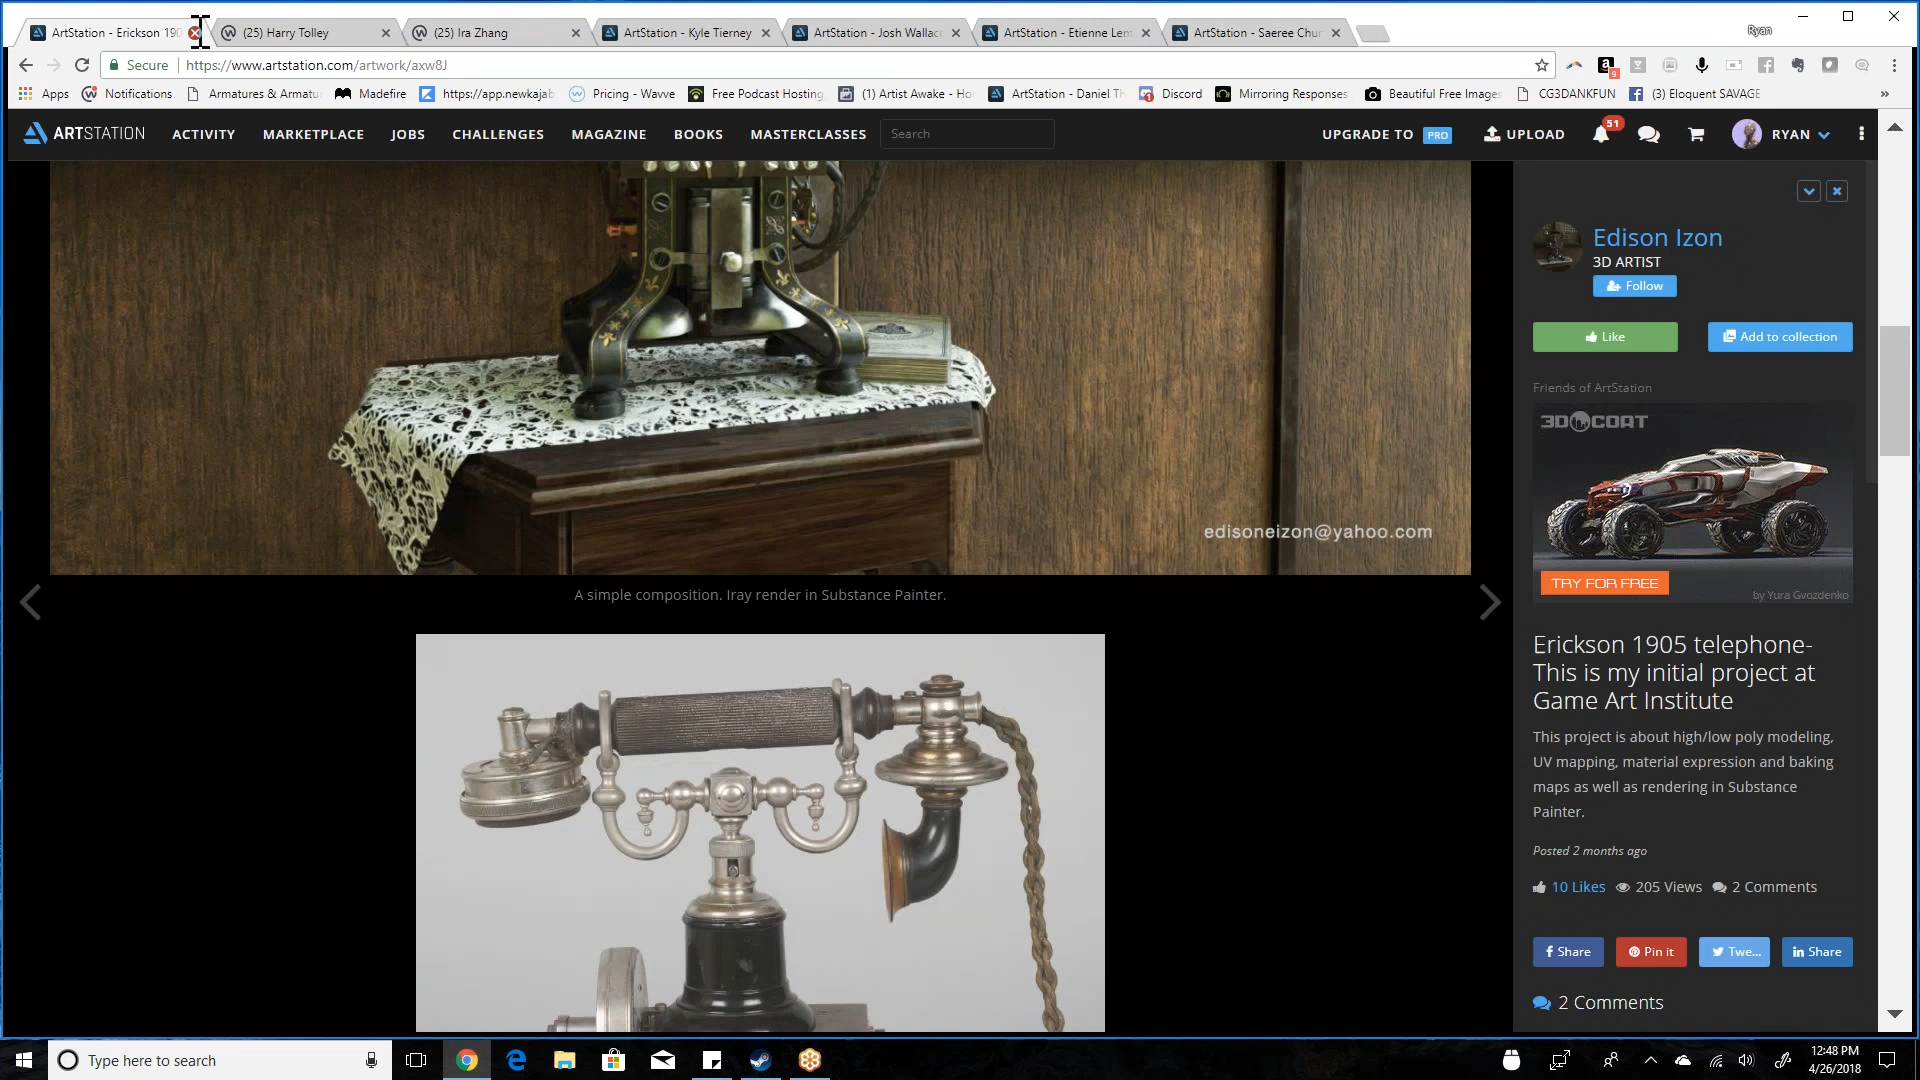 ArtStation - Erickson 190
(25) Harry Tolley
(25) Ira Zhang
ArtStation - Kyle Tierney
ArtStation - Josh Wallace
ArtStation - Etienne Lem
ArtStation - Saeree Chu
Ryan
Secure
https://www.artstation.com/artwork/axw8J
9
Apps
Notifications
Armatures & Armatu
Madefire
https://app.newkajab
Pricing - Wavve
Free Podcast Hosting
(1) Artist Awake - Ho
ArtStation - Daniel Th
Discord
Mirroring Responses
Beautiful Free Images
CG3DANKFUN
(3) Eloquent SAVAGE
»
ARTSTATION
ACTIVITY
MARKETPLACE
JOBS
CHALLENGES
MAGAZINE
BOOKS
MASTERCLASSES
Search
UPGRADE TO PRO
UPLOAD
51
RYAN
Edison Izon
3D ARTIST
Follow
Like
Add to collection
Friends of ArtStation
3DCOAT
TRY FOR FREE
by Yura Gvozdenko
edisoneizon@yahoo.com
A simple composition. Iray render in Substance Painter.
Erickson 1905 telephone-
This is my initial project at
Game Art Institute
This project is about high/low poly modeling,
UV mapping, material expression and baking
maps as well as rendering in Substance
Painter.
Posted 2 months ago
10 Likes
205 Views
2 Comments
Share
Pin it
Twe...
Share
2 Comments
Type here to search
12:48 PM
4/26/2018